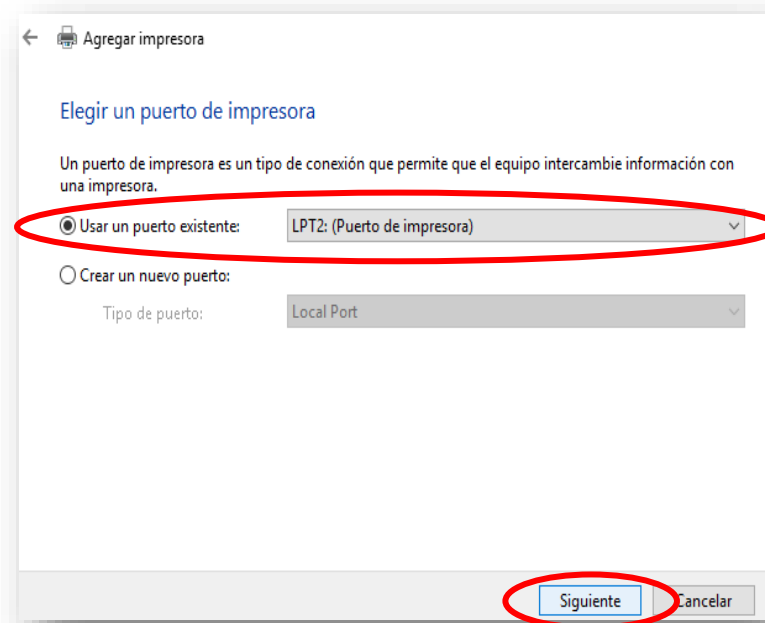 Agregar impresora
Elegir un puerto de impresora
Un puerto de impresora es un tipo de conexión que permite que el equipo intercambie información con
una impresora.
Usar un puerto existente: LPT2: (Puerto de impresora)
Crear un nuevo puerto:
Tipo de puerto: Local Port
Siguiente Cancelar